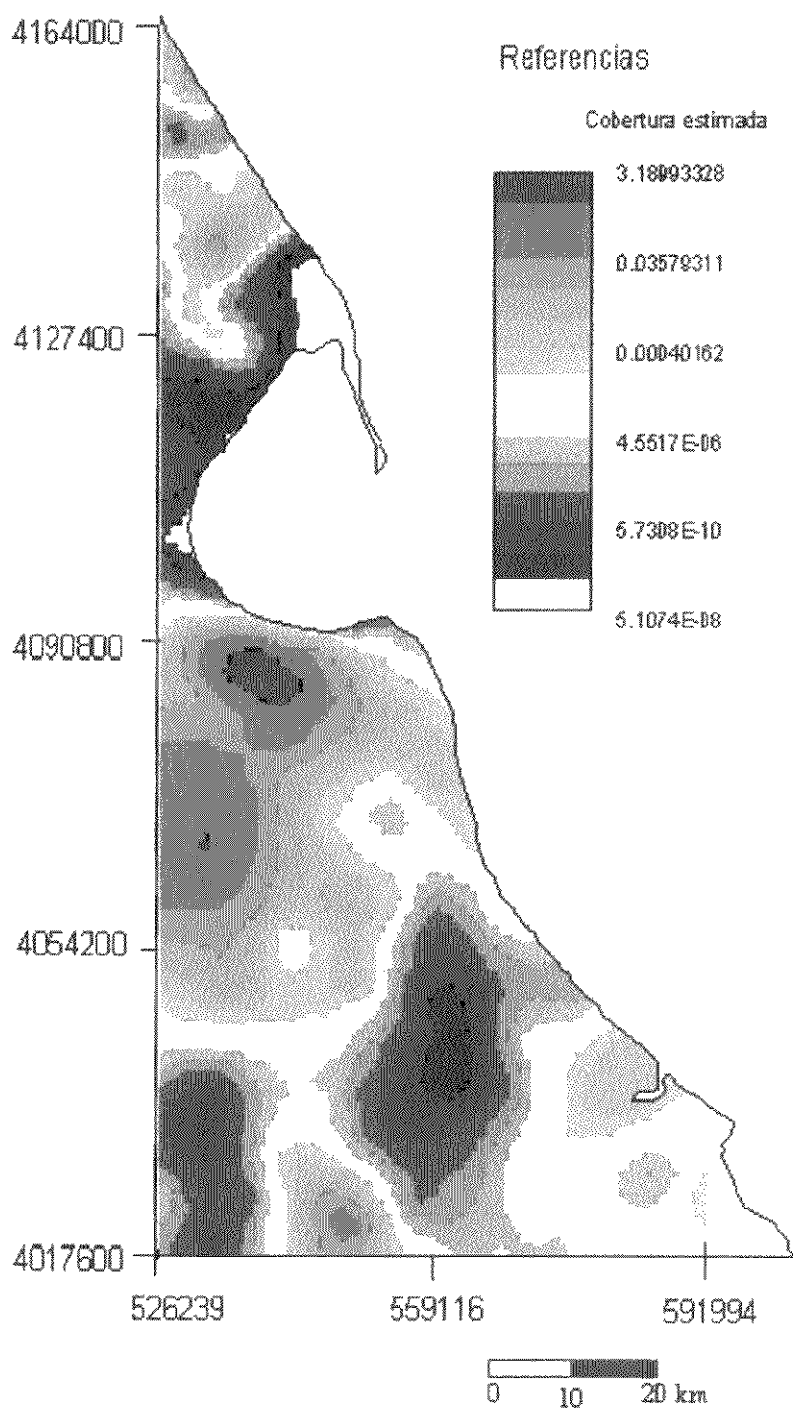 4164000
Referencias
Cobertura estimada
3.18993328
0.03579311
0.00040162
4.5517E-06
5.7308E-10
5.1074E-08
4127400
4090800
4054200
4017600
526239
559116
591994
0 10 20 km